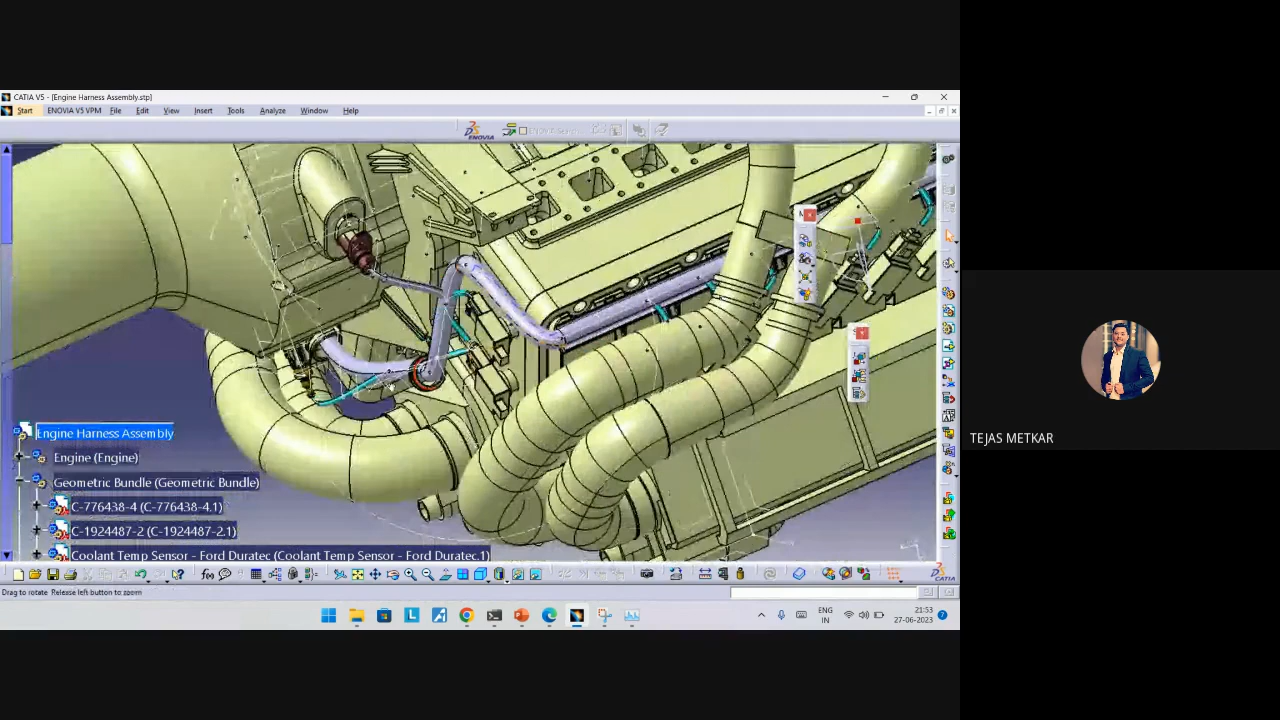 CATIA V5 - [Engine Harness Assembly.stp]
Start ENOVIA V5 VPM File Edit View Insert Tools Analyze Window Help
ENOVIA
Engine Harness Assembly
Engine (Engine)
Geometric Bundle (Geometric Bundle)
C-776438-4 (C-776438-4.1)
C-1924487-2 (C-1924487-2.1)
Coolant Temp Sensor - Ford Duratec (Coolant Temp Sensor - Ford Duratec.1)
TEJAS METKAR
CATIA
Drag to rotate Release left button to zoom
ENG
IN
21:53
27-06-2023